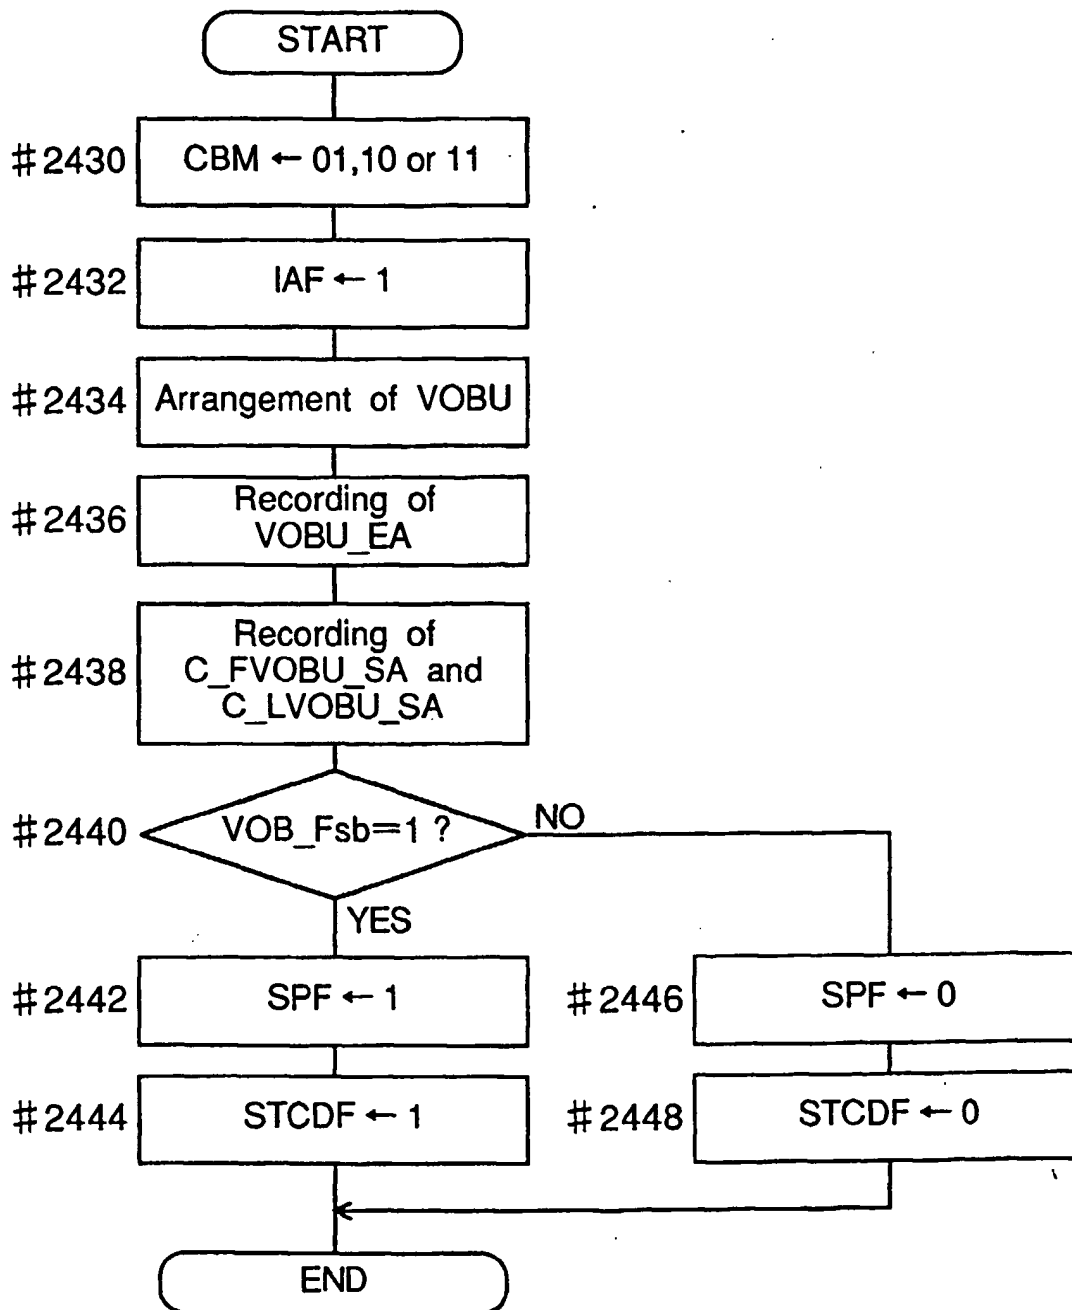 START
#2430 CBM ← 01,10 or 11
#2432 IAF ← 1
#2434 Arrangement of VOBU
#2436 Recording of
VOBU_EA
#2438 Recording of
C_FVOBU_SA and
C_LVOBU_SA
#2440 VOB_Fsb=1 ? NO
YES
#2442 SPF ← 1
#2446 SPF ← 0
#2444 STCDF ← 1
#2448 STCDF ← 0
END